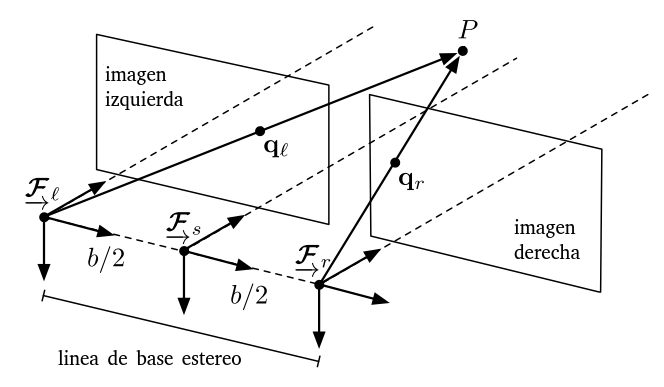 P
imagen
izquierda
q_ℓ
q_r
F_ℓ
F_s
imagen
derecha
b/2
F_r
b/2
linea de base estereo